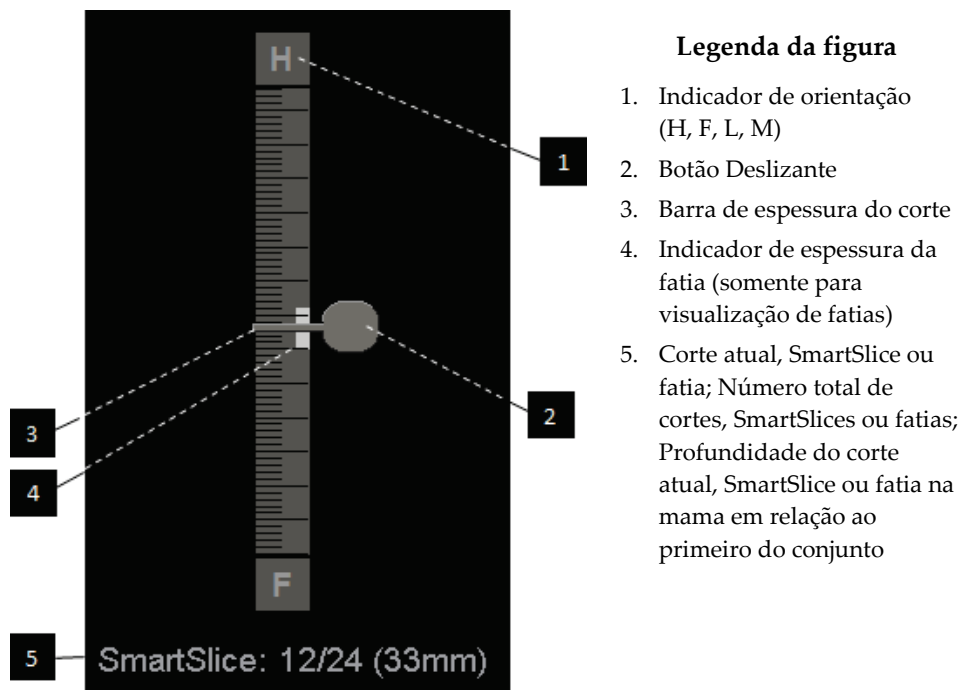 H
1
3
2
4
F
5
SmartSlice: 12/24 (33mm)
Legenda da figura
1. Indicador de orientação
(H, F, L, M)
2. Botão Deslizante
3. Barra de espessura do corte
4. Indicador de espessura da
fatia (somente para
visualização de fatias)
5. Corte atual, SmartSlice ou
fatia; Número total de
cortes, SmartSlices ou fatias;
Profundidade do corte
atual, SmartSlice ou fatia na
mama em relação ao
primeiro do conjunto